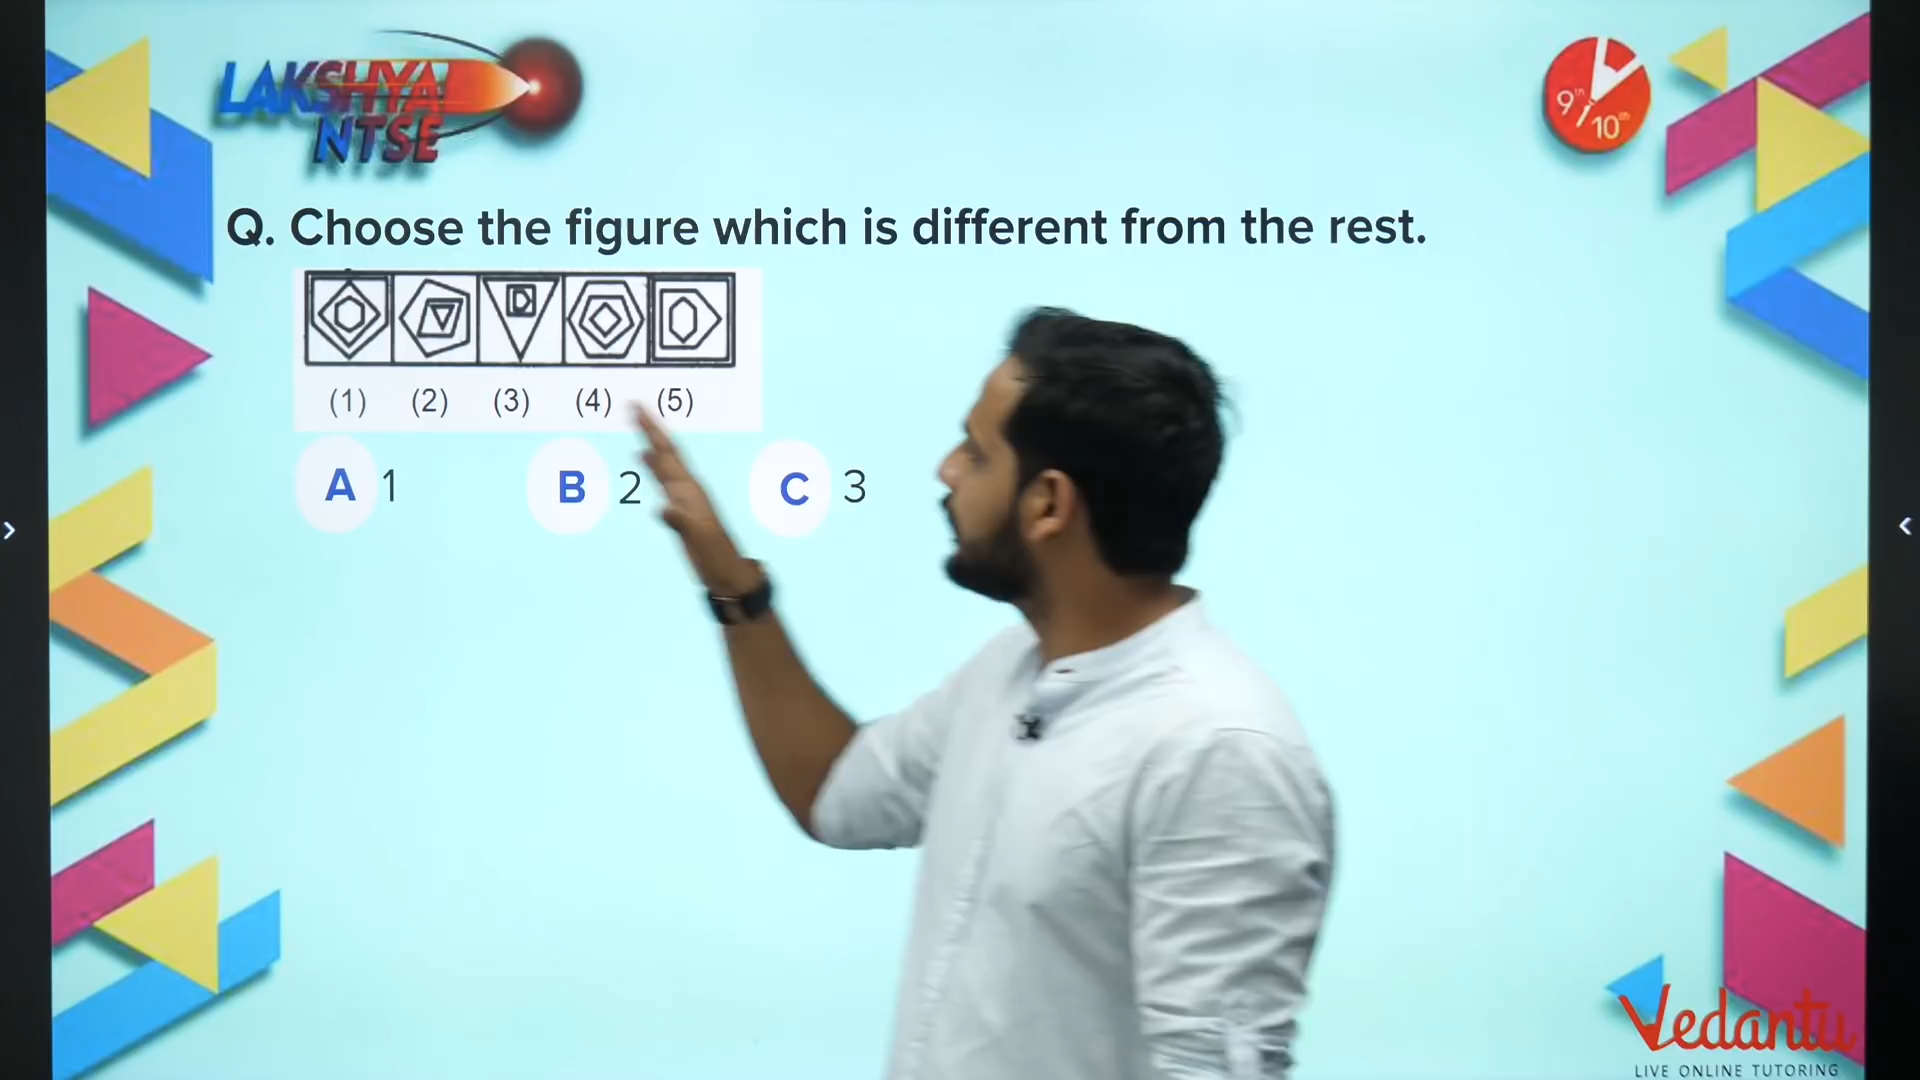 LAKSHYA
NTSE
9th/10th
Q. Choose the figure which is different from the rest.
(1) (2) (3) (4) (5)
A 1 B 2 C 3
Vedantu
LIVE ONLINE TUTORING